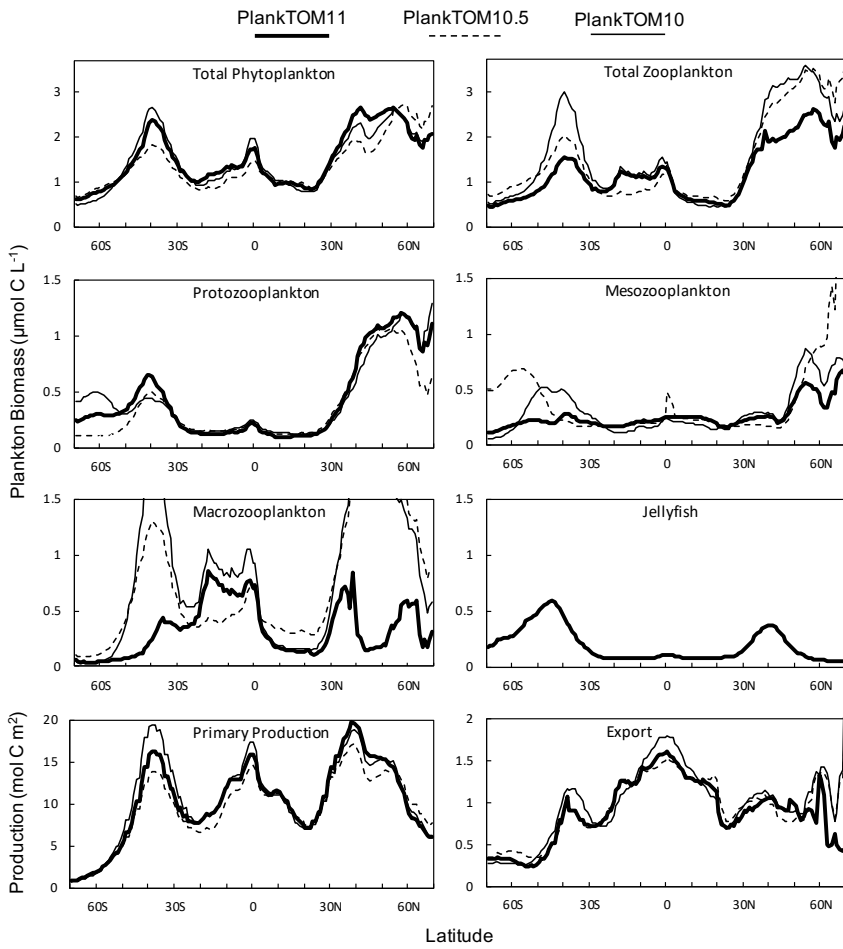 PlankTOM11 PlankTOM10.5 PlankTOM10
Total Phytoplankton
3
2
1
0
60S 30S 0 30N 60N
Total Zooplankton
3
2
1
0
60S 30S 0 30N 60N
Plankton Biomass (µmol C L⁻¹)
Protozooplankton
1.5
1
0.5
0
60S 30S 0 30N 60N
Mesozooplankton
1.5
1
0.5
0
60S 30S 0 30N 60N
Macrozooplankton
1.5
1
0.5
0
60S 30S 0 30N 60N
Jellyfish
1.5
1
0.5
0
60S 30S 0 30N 60N
Production (mol C m²)
Primary Production
20
15
10
5
0
60S 30S 0 30N 60N
Export
2
1.5
1
0.5
0
60S 30S 0 30N 60N
Latitude